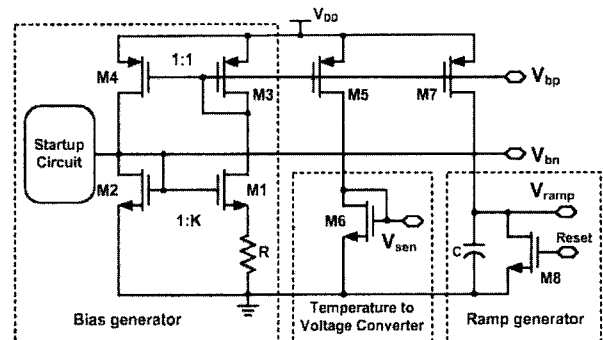 V_DD
M4
1:1
M3
M5
M7
V_bp
Startup
Circuit
V_bn
M2
M1
1:K
R
M6
V_sen
V_ramp
Reset
C
M8
Bias generator
Temperature to
Voltage Converter
Ramp generator